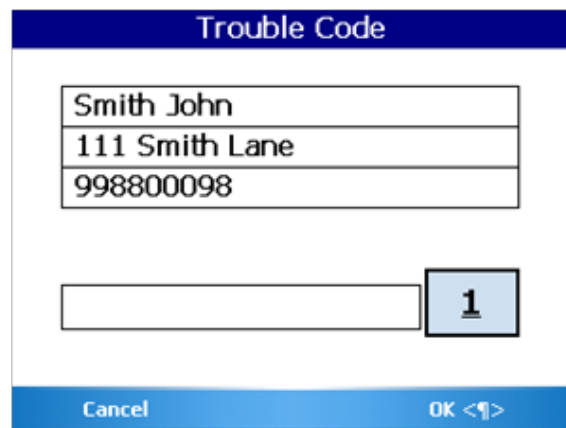 Trouble Code
Smith John
111 Smith Lane
998800098
1
Cancel OK <¶>